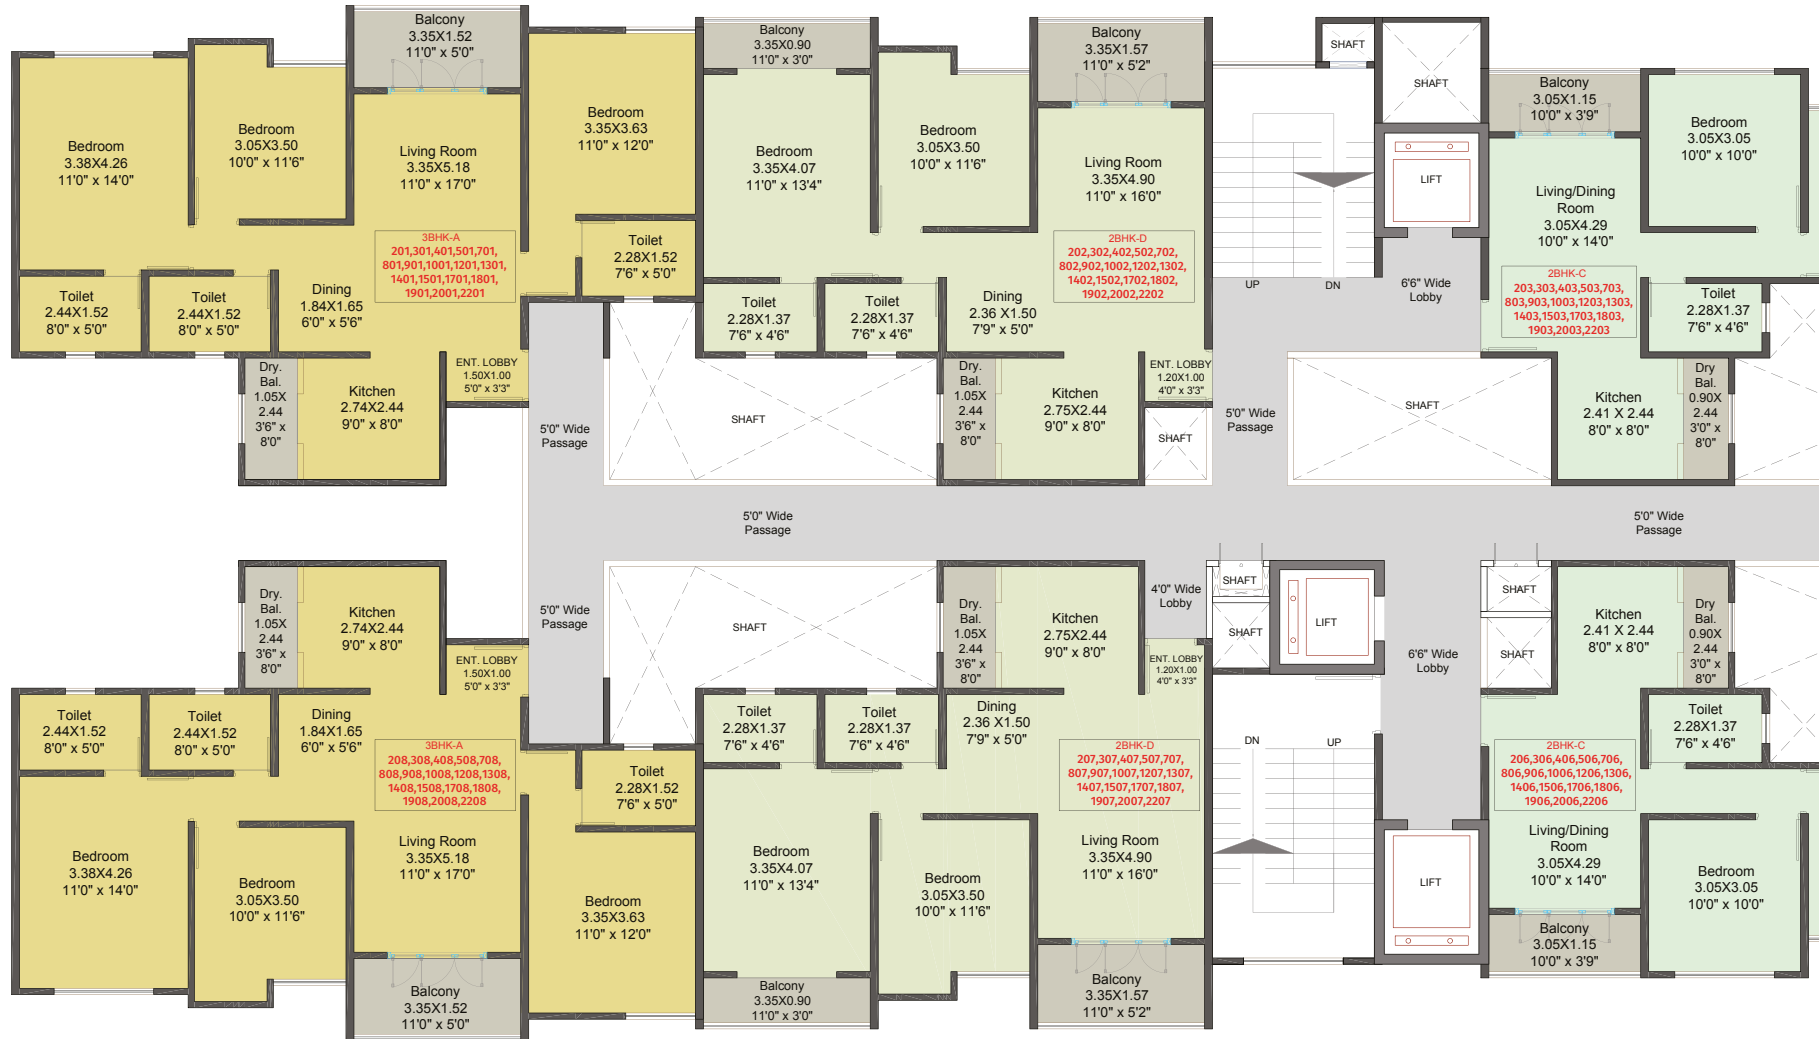 Balcony
3.35X1.52
11'0" x 5'0"
Bedroom
3.38X4.26
11'0" x 14'0"
Bedroom
3.05X3.50
10'0" x 11'6"
Living Room
3.35X5.18
11'0" x 17'0"
Bedroom
3.35X3.63
11'0" x 12'0"
Toilet
2.28X1.52
7'6" x 5'0"
3BHK-A
201,301,401,501,701,
801,901,1001,1201,1301,
1401,1501,1701,1801,
1901,2001,2201
Toilet
2.44X1.52
8'0" x 5'0"
Toilet
2.44X1.52
8'0" x 5'0"
Dining
1.84X1.65
6'0" x 5'6"
Dry.
Bal.
1.05X
2.44
3'6" x
8'0"
Kitchen
2.74X2.44
9'0" x 8'0"
ENT. LOBBY
1.50X1.00
5'0" x 3'3"
5'0" Wide
Passage
Balcony
3.35X0.90
11'0" x 3'0"
Bedroom
3.35X4.07
11'0" x 13'4"
Bedroom
3.05X3.50
10'0" x 11'6"
Balcony
3.35X1.57
11'0" x 5'2"
Living Room
3.35X4.90
11'0" x 16'0"
2BHK-D
202,302,402,502,702,
802,902,1002,1202,1302,
1402,1502,1702,1802,
1902,2002,2202
Toilet
2.28X1.37
7'6" x 4'6"
Toilet
2.28X1.37
7'6" x 4'6"
Dining
2.36 X1.50
7'9" x 5'0"
SHAFT
Dry.
Bal.
1.05X
2.44
3'6" x
8'0"
Kitchen
2.75X2.44
9'0" x 8'0"
ENT. LOBBY
1.20X1.00
4'0" x 3'3"
SHAFT
UP
DN
SHAFT
SHAFT
LIFT
6'6" Wide
Lobby
5'0" Wide
Passage
SHAFT
Balcony
3.05X1.15
10'0" x 3'9"
Bedroom
3.05X3.05
10'0" x 10'0"
Living/Dining
Room
3.05X4.29
10'0" x 14'0"
2BHK-C
203,303,403,503,703,
803,903,1003,1203,1303,
1403,1503,1703,1803,
1903,2003,2203
Toilet
2.28X1.37
7'6" x 4'6"
Kitchen
2.41 X 2.44
8'0" x 8'0"
Dry
Bal.
0.90X
2.44
3'0" x
8'0"
5'0" Wide
Passage
5'0" Wide
Passage
Dry.
Bal.
1.05X
2.44
3'6" x
8'0"
Kitchen
2.74X2.44
9'0" x 8'0"
5'0" Wide
Passage
ENT. LOBBY
1.50X1.00
5'0" x 3'3"
Toilet
2.44X1.52
8'0" x 5'0"
Toilet
2.44X1.52
8'0" x 5'0"
Dining
1.84X1.65
6'0" x 5'6"
3BHK-A
208,308,408,508,708,
808,908,1008,1208,1308,
1408,1508,1708,1808,
1908,2008,2208
Toilet
2.28X1.52
7'6" x 5'0"
Bedroom
3.38X4.26
11'0" x 14'0"
Bedroom
3.05X3.50
10'0" x 11'6"
Living Room
3.35X5.18
11'0" x 17'0"
Bedroom
3.35X3.63
11'0" x 12'0"
Balcony
3.35X1.52
11'0" x 5'0"
SHAFT
Dry.
Bal.
1.05X
2.44
3'6" x
8'0"
Kitchen
2.75X2.44
9'0" x 8'0"
4'0" Wide
Lobby
ENT. LOBBY
1.20X1.00
4'0" x 3'3"
Toilet
2.28X1.37
7'6" x 4'6"
Toilet
2.28X1.37
7'6" x 4'6"
Dining
2.36 X1.50
7'9" x 5'0"
2BHK-D
207,307,407,507,707,
807,907,1007,1207,1307,
1407,1507,1707,1807,
1907,2007,2207
Bedroom
3.35X4.07
11'0" x 13'4"
Bedroom
3.05X3.50
10'0" x 11'6"
Living Room
3.35X4.90
11'0" x 16'0"
Balcony
3.35X0.90
11'0" x 3'0"
Balcony
3.35X1.57
11'0" x 5'2"
SHAFT
SHAFT
LIFT
6'6" Wide
Lobby
DN
UP
LIFT
SHAFT
SHAFT
Kitchen
2.41 X 2.44
8'0" x 8'0"
Dry
Bal.
0.90X
2.44
3'0" x
8'0"
Toilet
2.28X1.37
7'6" x 4'6"
2BHK-C
206,306,406,506,706,
806,906,1006,1206,1306,
1406,1506,1706,1806,
1906,2006,2206
Living/Dining
Room
3.05X4.29
10'0" x 14'0"
Bedroom
3.05X3.05
10'0" x 10'0"
Balcony
3.05X1.15
10'0" x 3'9"